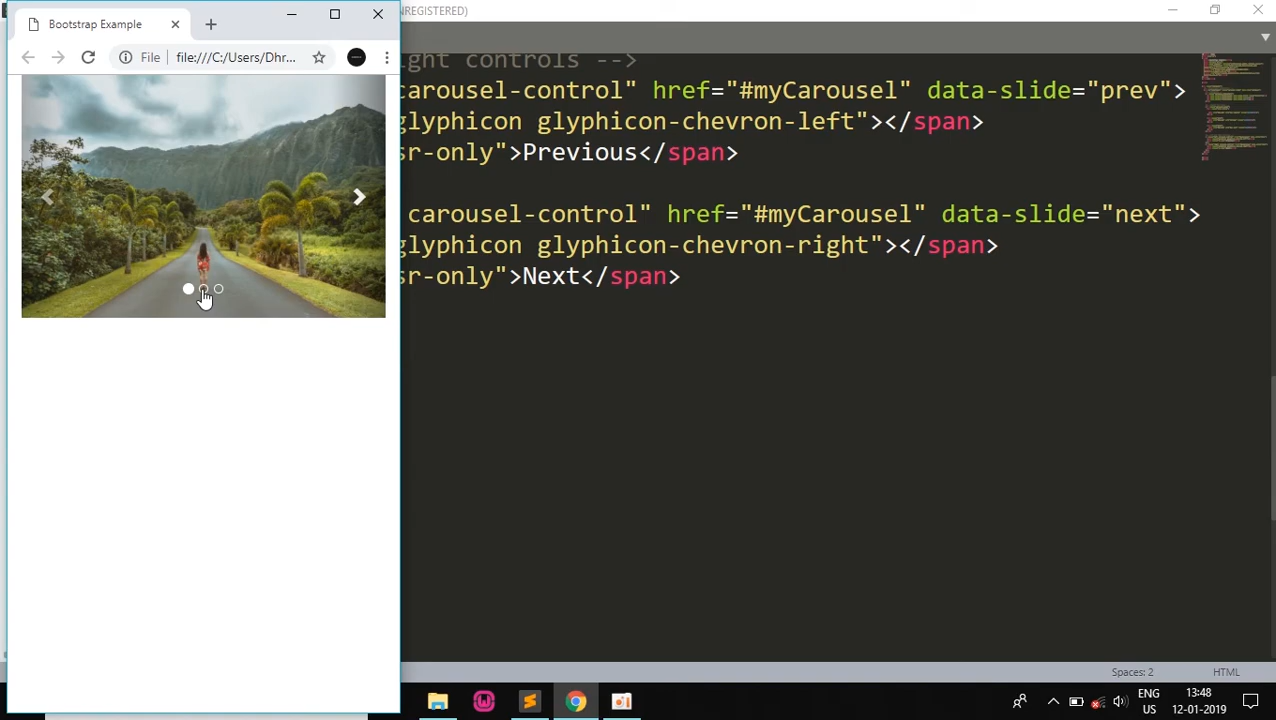 Bootstrap Example
NREGISTERED)
File
file:///C:/Users/Dhr...
ight controls -->
carousel-control" href="#myCarousel" data-slide="prev">
glyphicon glyphicon-chevron-left"></span>
sr-only">Previous</span>
carousel-control" href="#myCarousel" data-slide="next">
glyphicon glyphicon-chevron-right"></span>
sr-only">Next</span>
Spaces: 2
HTML
ENG
US
13:48
12-01-2019